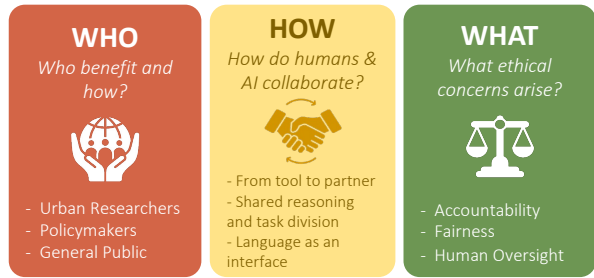 WHO
Who benefit and
how?
- Urban Researchers
- Policymakers
- General Public
HOW
How do humans &
AI collaborate?
- From tool to partner
- Shared reasoning
and task division
- Language as an
interface
WHAT
What ethical
concerns arise?
- Accountability
- Fairness
- Human Oversight